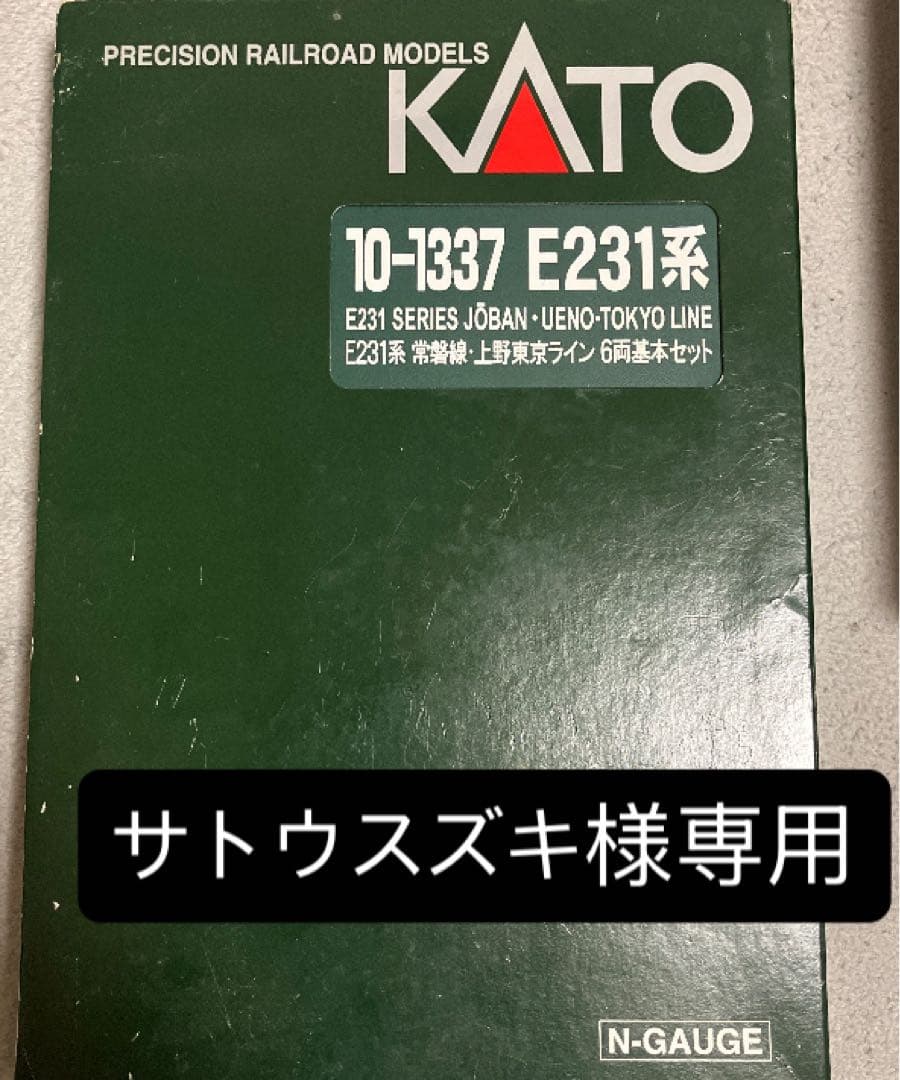 PRECISION RAILROAD MODELS
KATO
10-1337 E231系
E231 SERIES JŌBAN・UENO-TOKYO LINE
E231系 常磐線・上野東京ライン 6両基本セット
サトウスズキ様専用
N-GAUGE